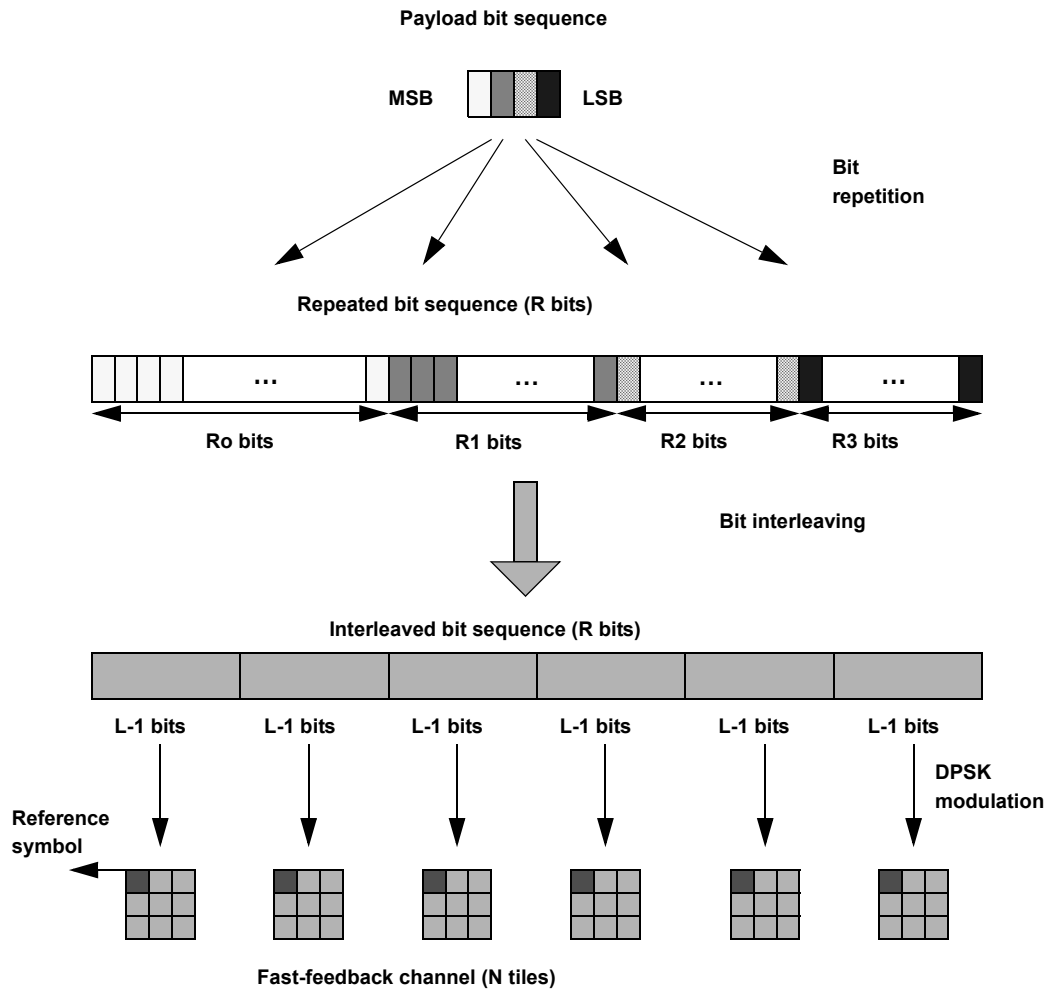 Payload bit sequence
MSB
LSB
Bit
repetition
Repeated bit sequence (R bits)
...
...
...
...
Ro bits
R1 bits
R2 bits
R3 bits
Bit interleaving
Interleaved bit sequence (R bits)
L-1 bits
L-1 bits
L-1 bits
L-1 bits
L-1 bits
L-1 bits
DPSK
modulation
Reference
symbol
Fast-feedback channel (N tiles)